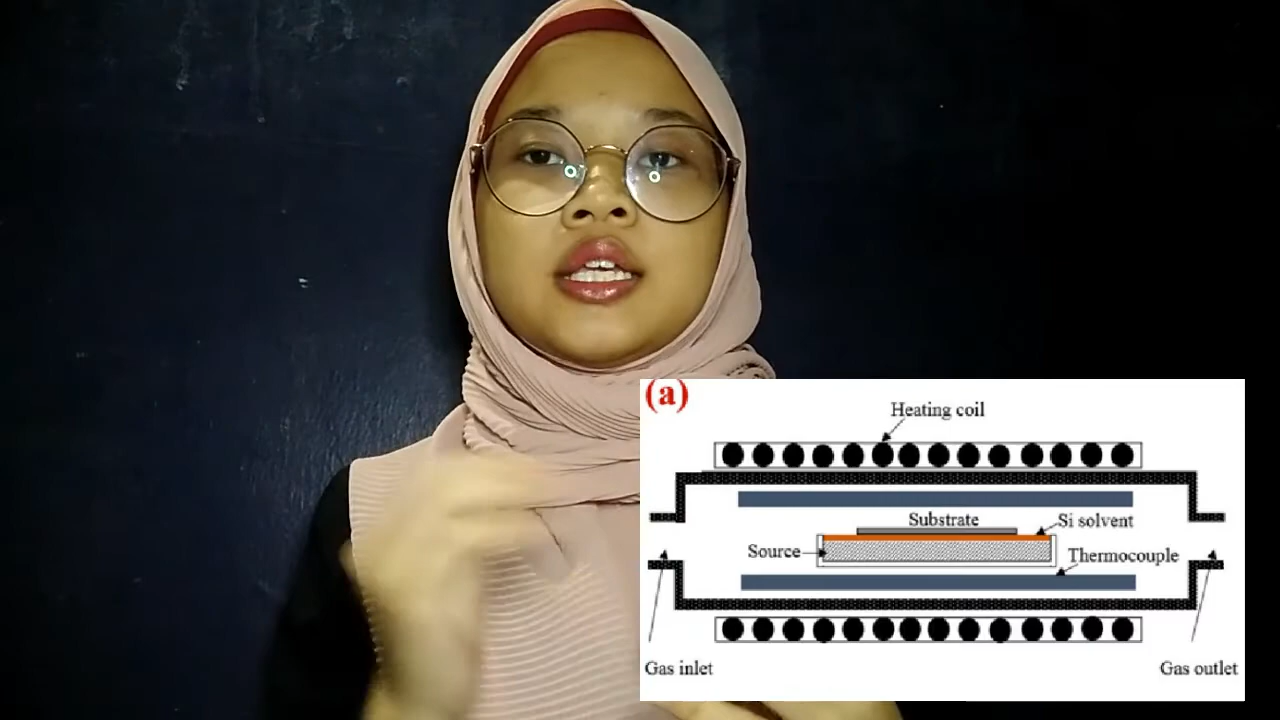 (a)
Heating coil
Substrate
Si solvent
Source
Thermocouple
Gas inlet
Gas outlet